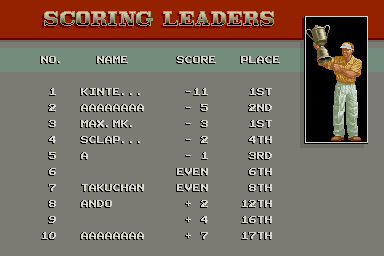 SCORING LEADERS
NO. NAME SCORE PLACE
1 KINTE... -11 1ST
2 AAAAAAAA - 5 2ND
3 MAX.MK. - 3 1ST
4 SCLAP... - 2 4TH
5 A - 1 3RD
6 EVEN 6TH
7 TAKUCHAN EVEN 8TH
8 ANDO + 2 12TH
9 + 4 16TH
10 AAAAAAAA + 7 17TH